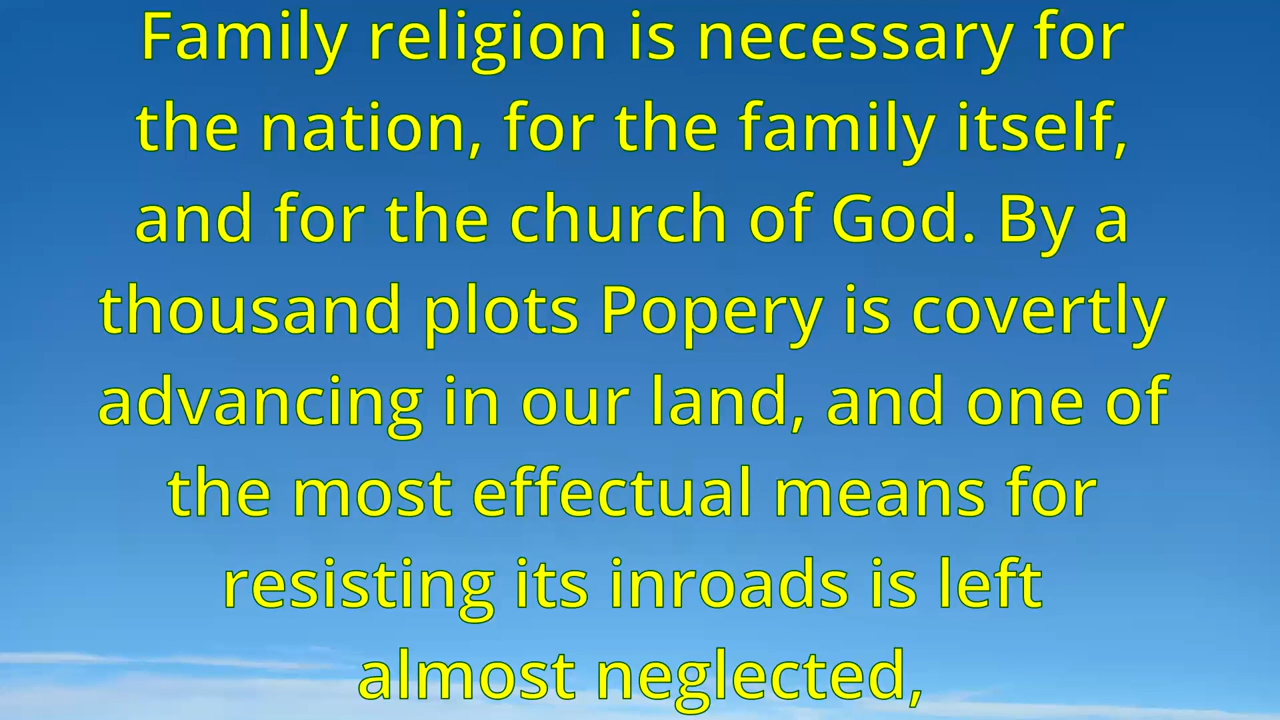 Family religion is necessary for
the nation, for the family itself,
and for the church of God. By a
thousand plots Popery is covertly
advancing in our land, and one of
the most effectual means for
resisting its inroads is left
almost neglected,